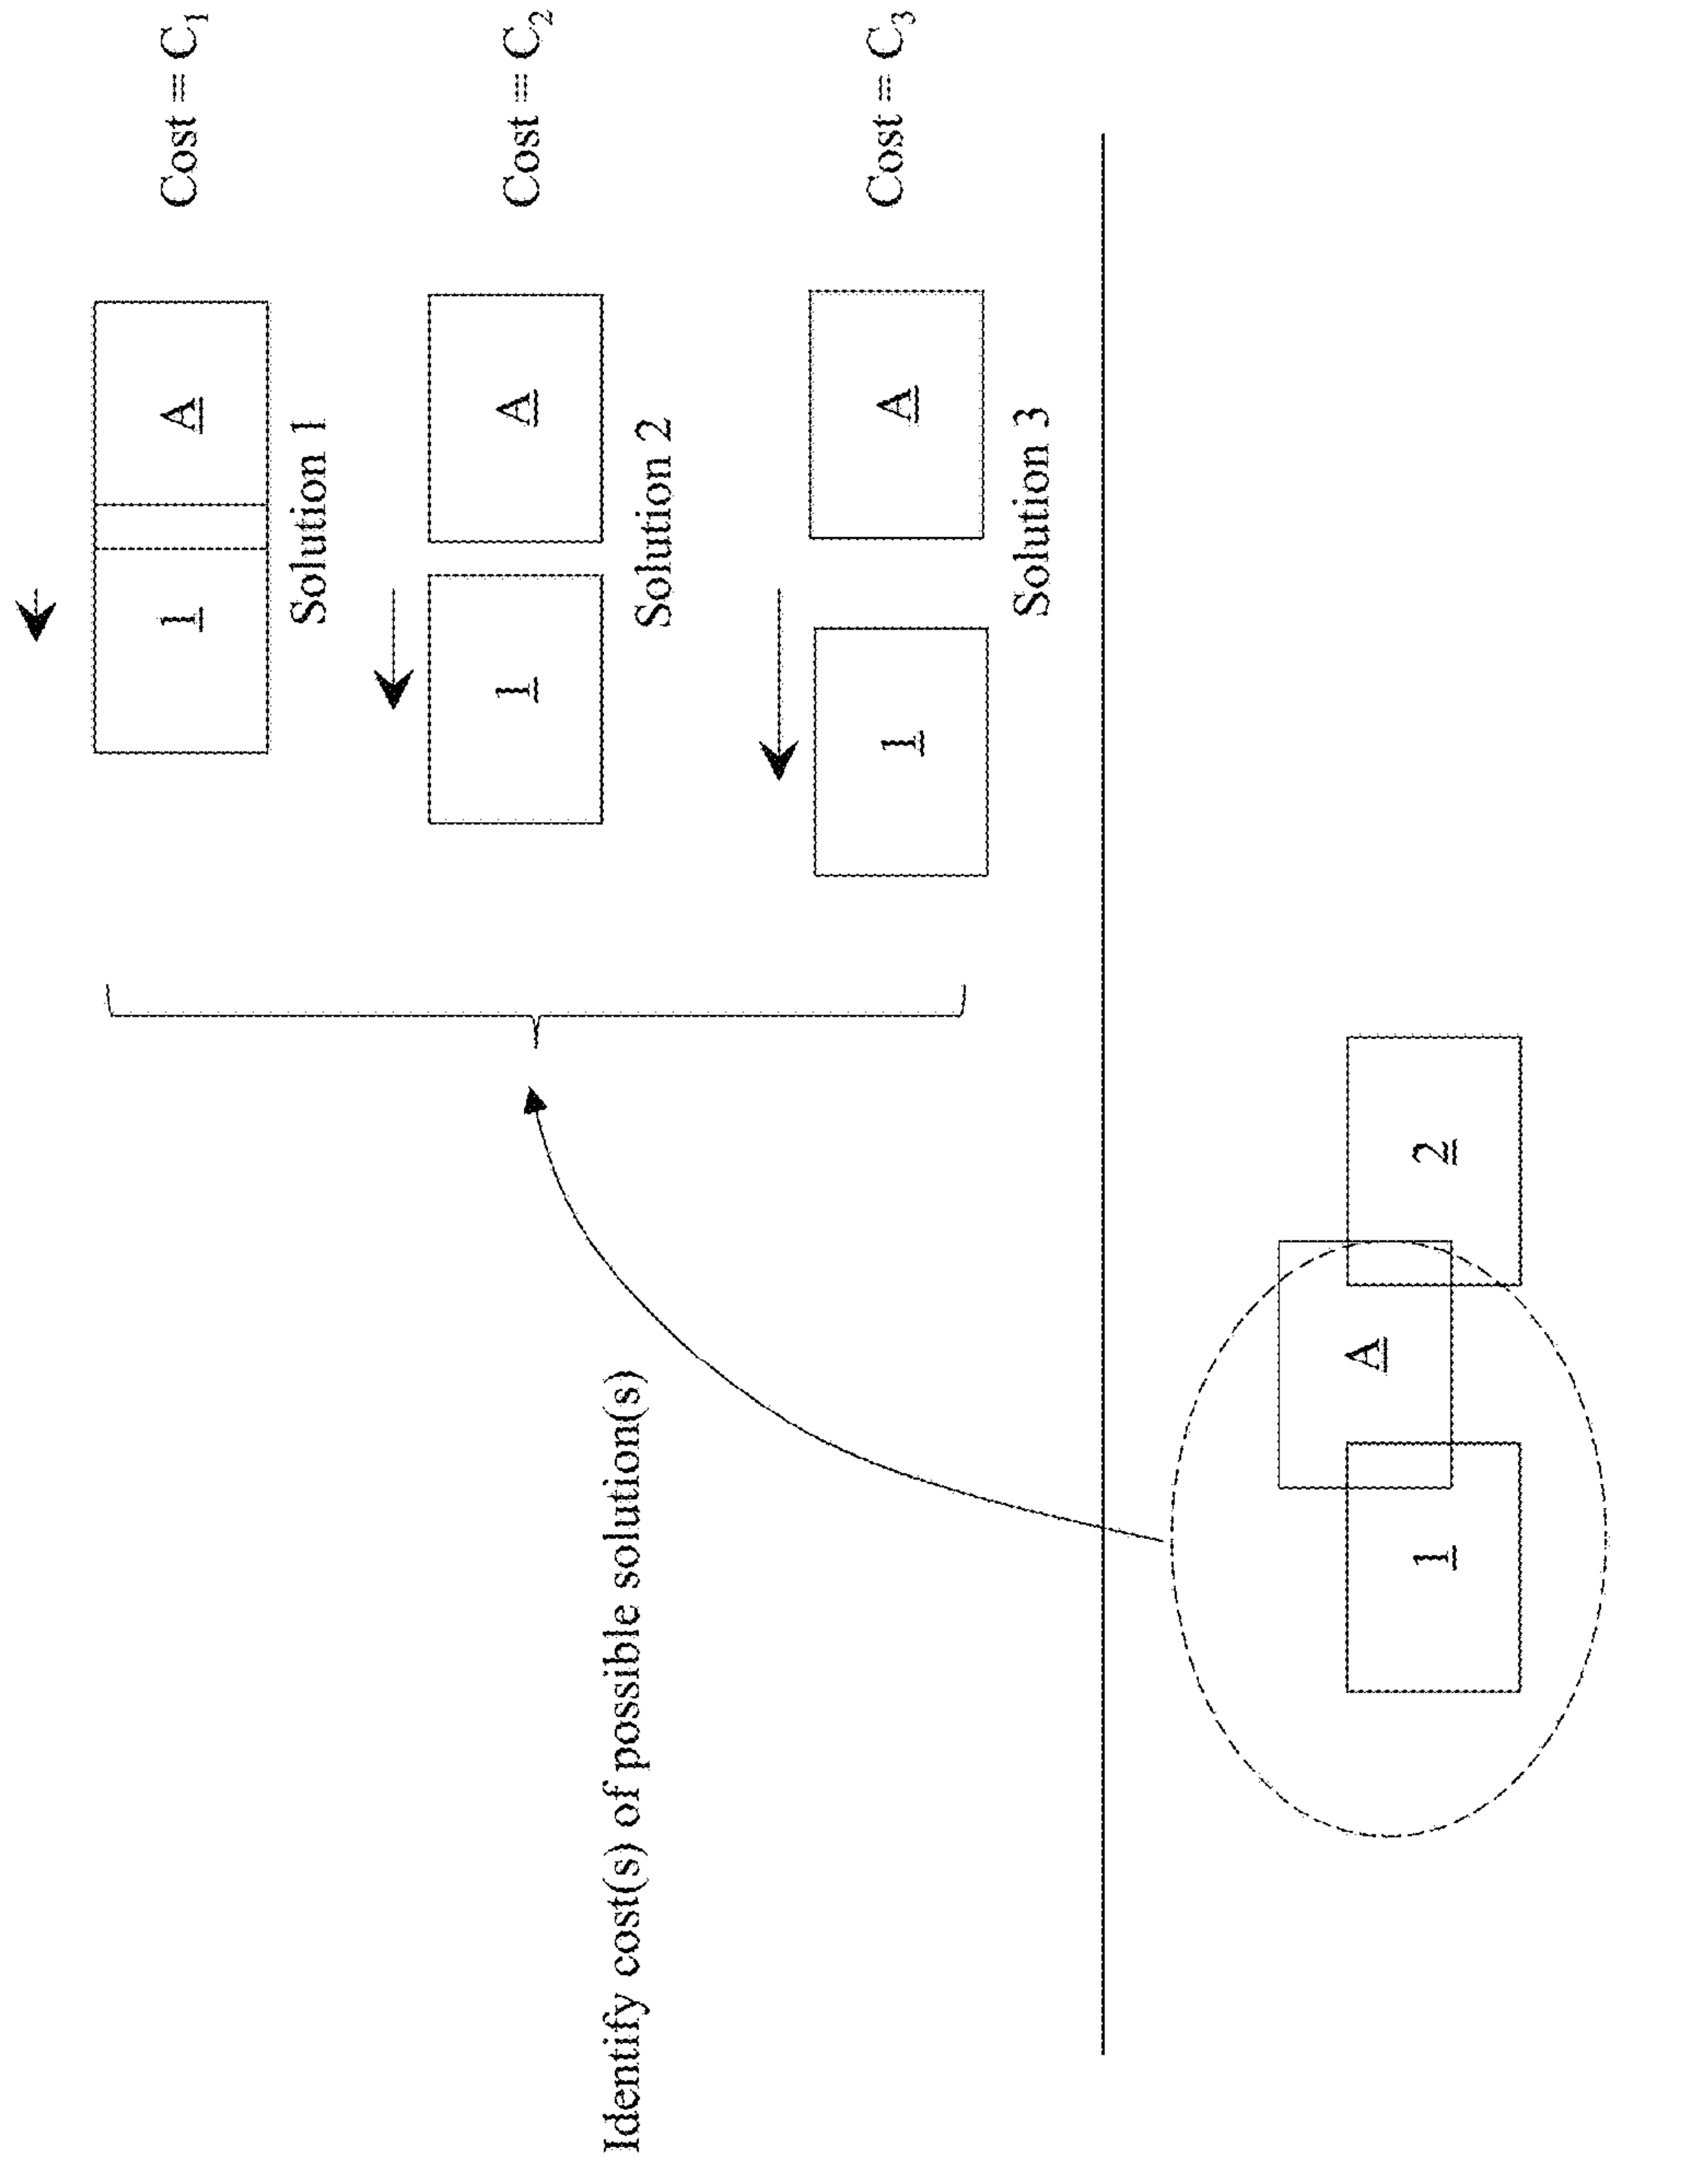 1 A Cost = C₁
Solution 1
1 A Cost = C₂
Solution 2
Identify cost(s) of possible solution(s)
1 A Cost = C₃
Solution 3
A
1 2